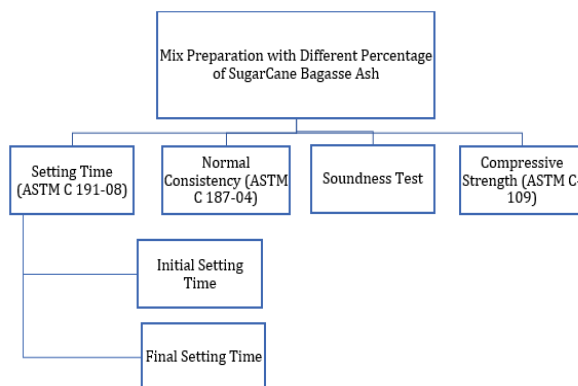 Mix Preparation with Different Percentage
of SugarCane Bagasse Ash
Setting Time
(ASTM C 191-08)
Normal
Consistency (ASTM
C 187-04)
Soundness Test
Compressive
Strength (ASTM C-
109)
Initial Setting
Time
Final Setting Time